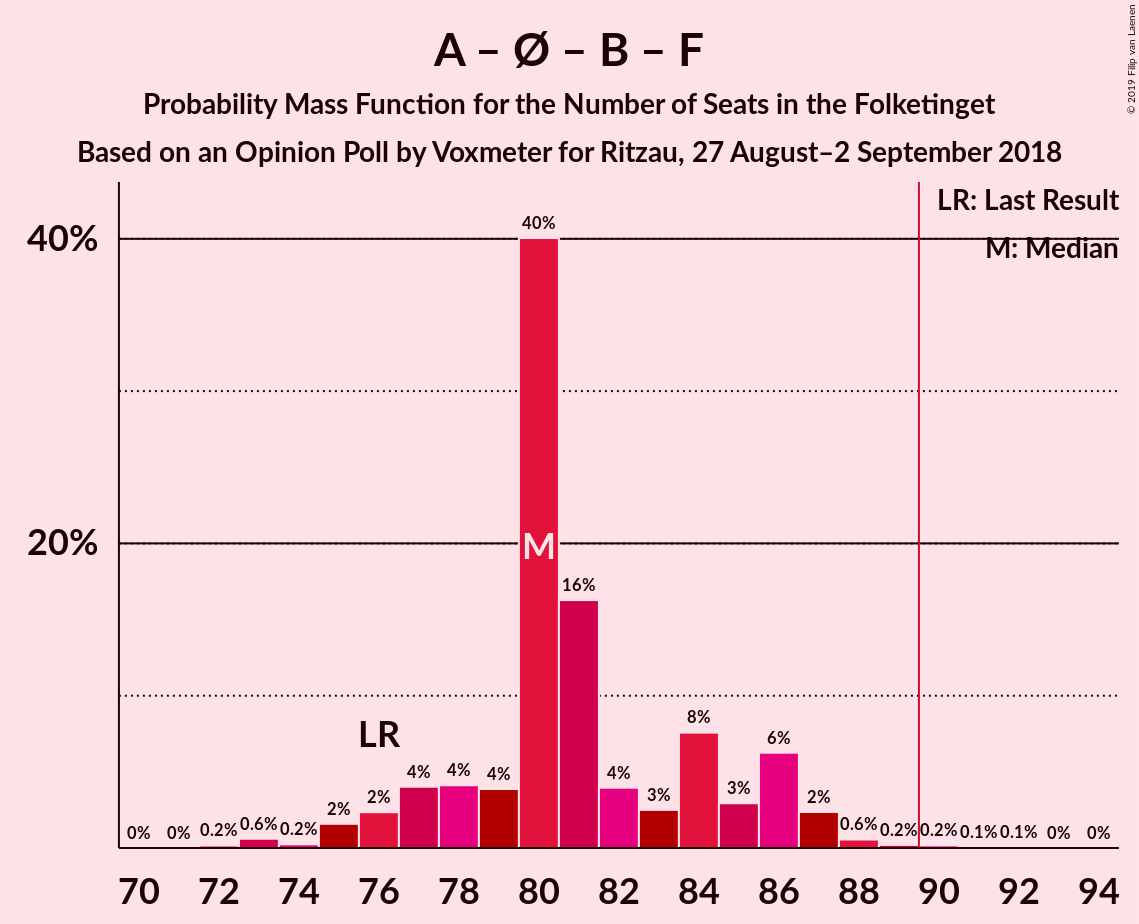 A – Ø – B – F
Probability Mass Function for the Number of Seats in the Folketinget
Based on an Opinion Poll by Voxmeter for Ritzau, 27 August–2 September 2018
© 2019 Filip van Laenen
LR: Last Result
M: Median
40%
20%
0% 0% 0.2% 0.6% 0.2% 2% 2% 4% 4% 4% 40% 16% 4% 3% 8% 3% 6% 2% 0.6% 0.2% 0.2% 0.1% 0.1% 0% 0%
LR
M
70 72 74 76 78 80 82 84 86 88 90 92 94